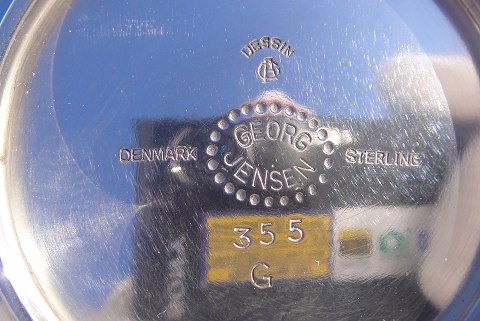 DESSIN
GEORG
DENMARK STERLING
JENSEN
355
G